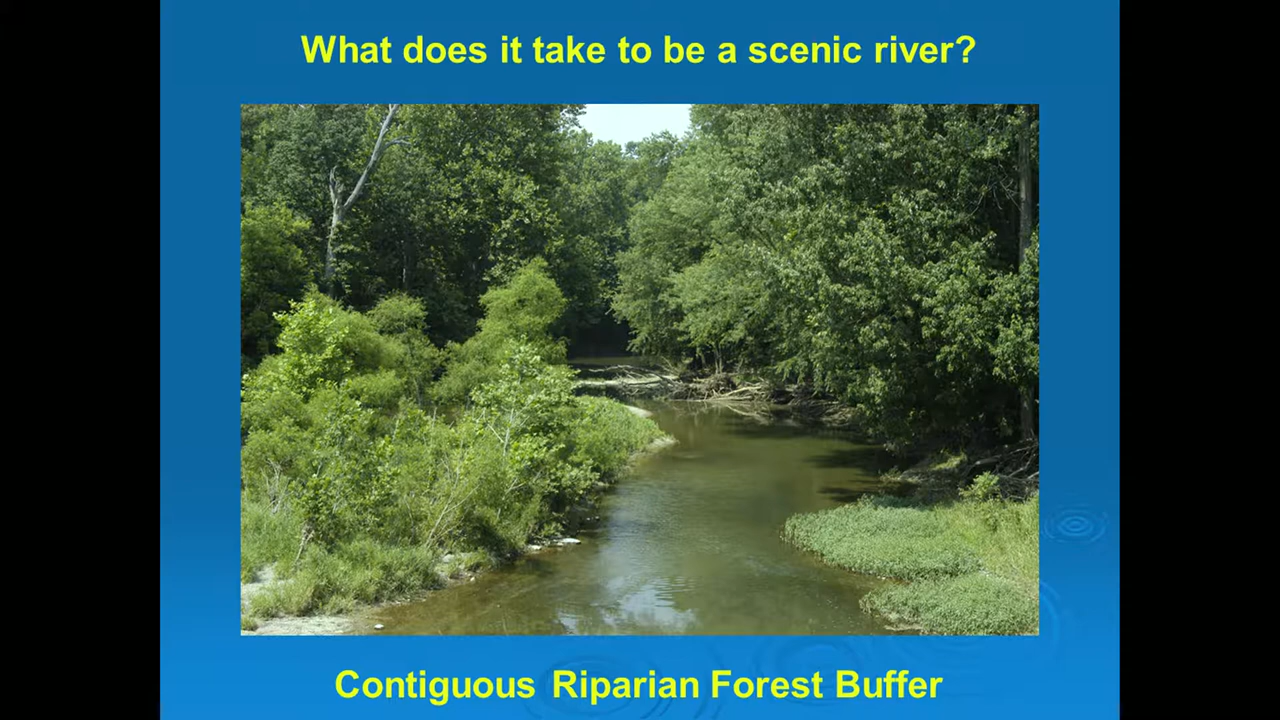 What does it take to be a scenic river?
Contiguous Riparian Forest Buffer